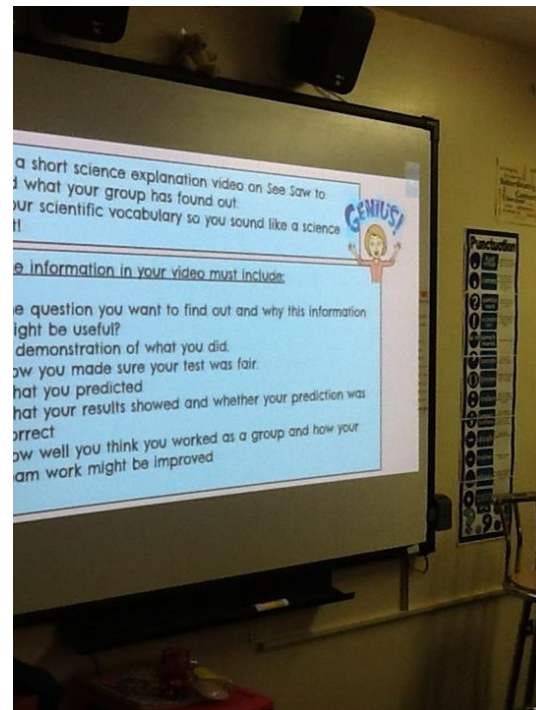 a short science explanation video on See Saw to
what your group has found out.
scientific vocabulary so you sound like a science
GENIUS!
information in your video must include:
question you want to find out and why this information
might be useful?
demonstration of what you did.
ow you made sure your test was fair.
hat you predicted
hat your results showed and whether your prediction was
orrect
ow well you think you worked as a group and how your
am work might be improved
Punctuation
9